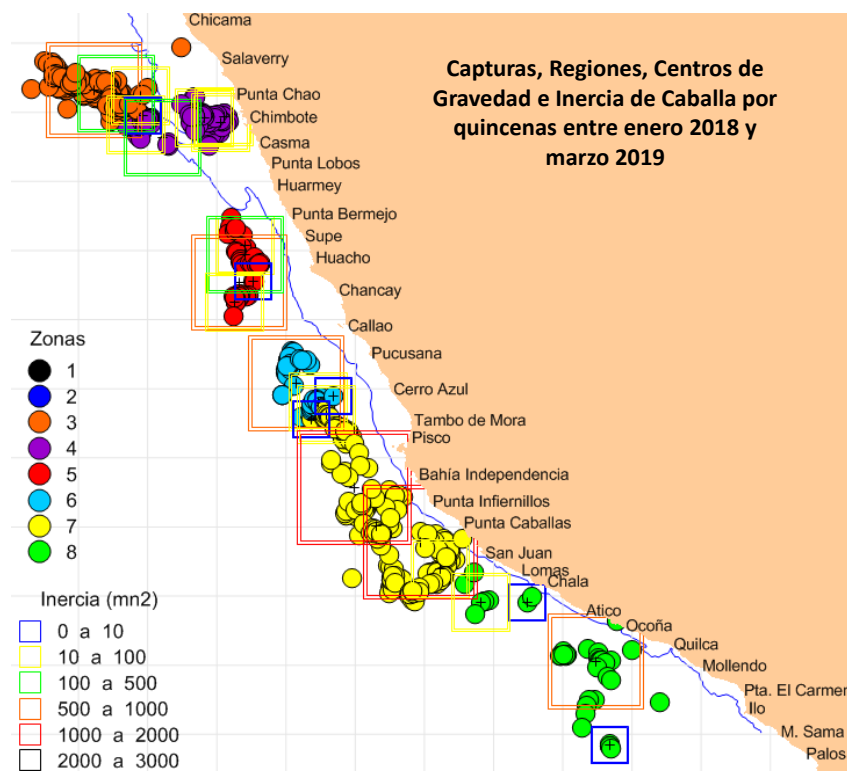 Chicama
Salaverry
Capturas, Regiones, Centros de
Gravedad e Inercia de Caballa por
quincenas entre enero 2018 y
marzo 2019
Punta Chao
Chimbote
Casma
Punta Lobos
Huarmey
Punta Bermejo
Supe
Huacho
Chancay
Callao
Pucusana
Cerro Azul
Tambo de Mora
Pisco
Bahía Independencia
Punta Infiernillos
Punta Caballas
San Juan
Lomas
Chala
Atico
Ocoña
Quilca
Mollendo
Pta. El Carmen
Ilo
M. Sama
Palos
Zonas
1
2
3
4
5
6
7
8
Inercia (mn2)
0 a 10
10 a 100
100 a 500
500 a 1000
1000 a 2000
2000 a 3000